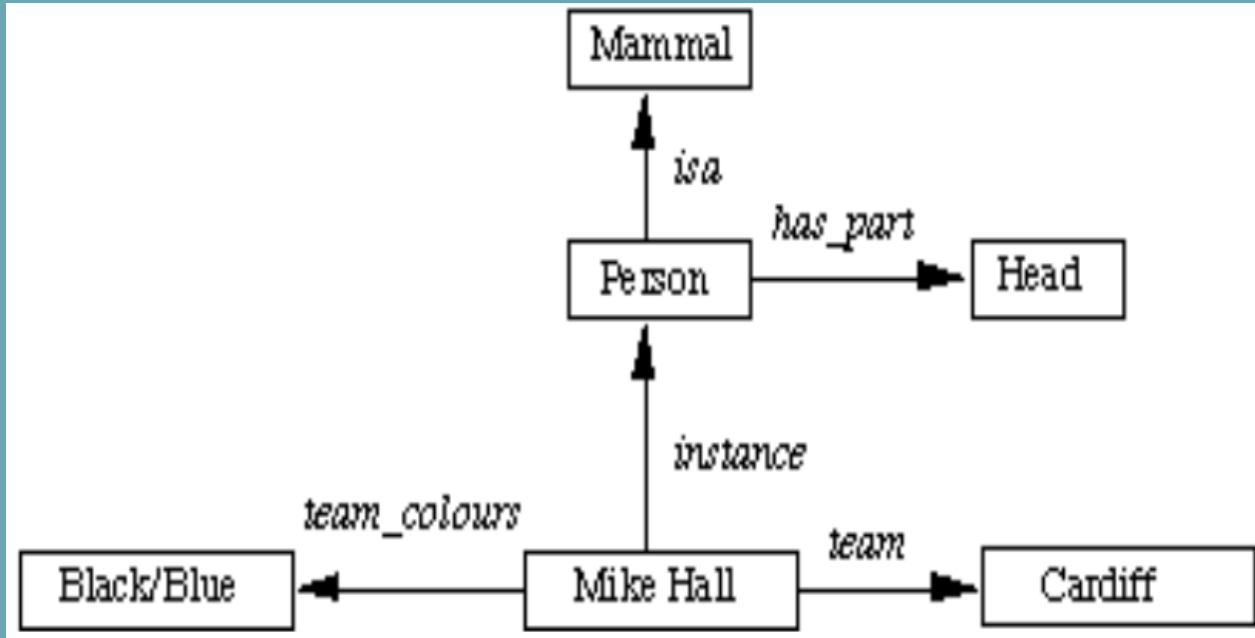 Mammal
isa
has_part
Person
Head
instance
team_colours
team
Black/Blue
Mike Hall
Cardiff